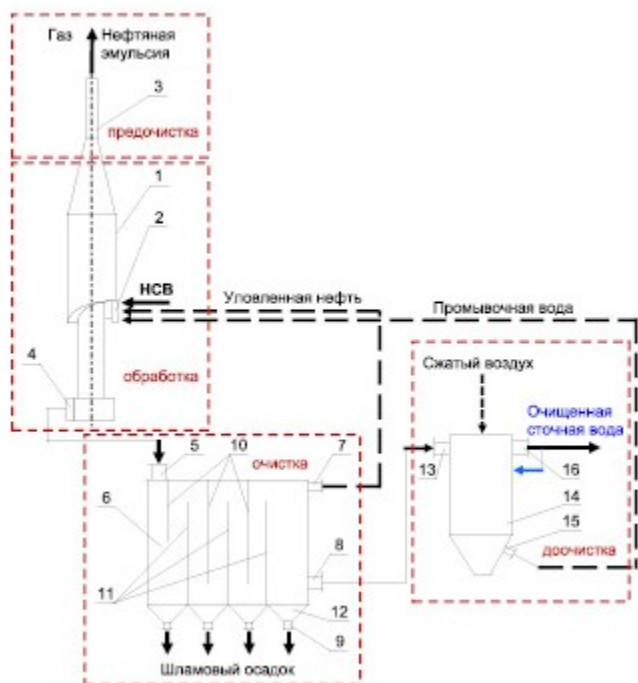 Газ
Нефтяная
эмульсия
3
предочистка
1
2
НСВ
Уловленная нефть
Промывочная вода
4
обработка
Сжатый воздух
Очищенная
сточная вода
5
10
очистка
7
13
16
6
14
15
8
доочистка
11
12
9
Шламовый осадок